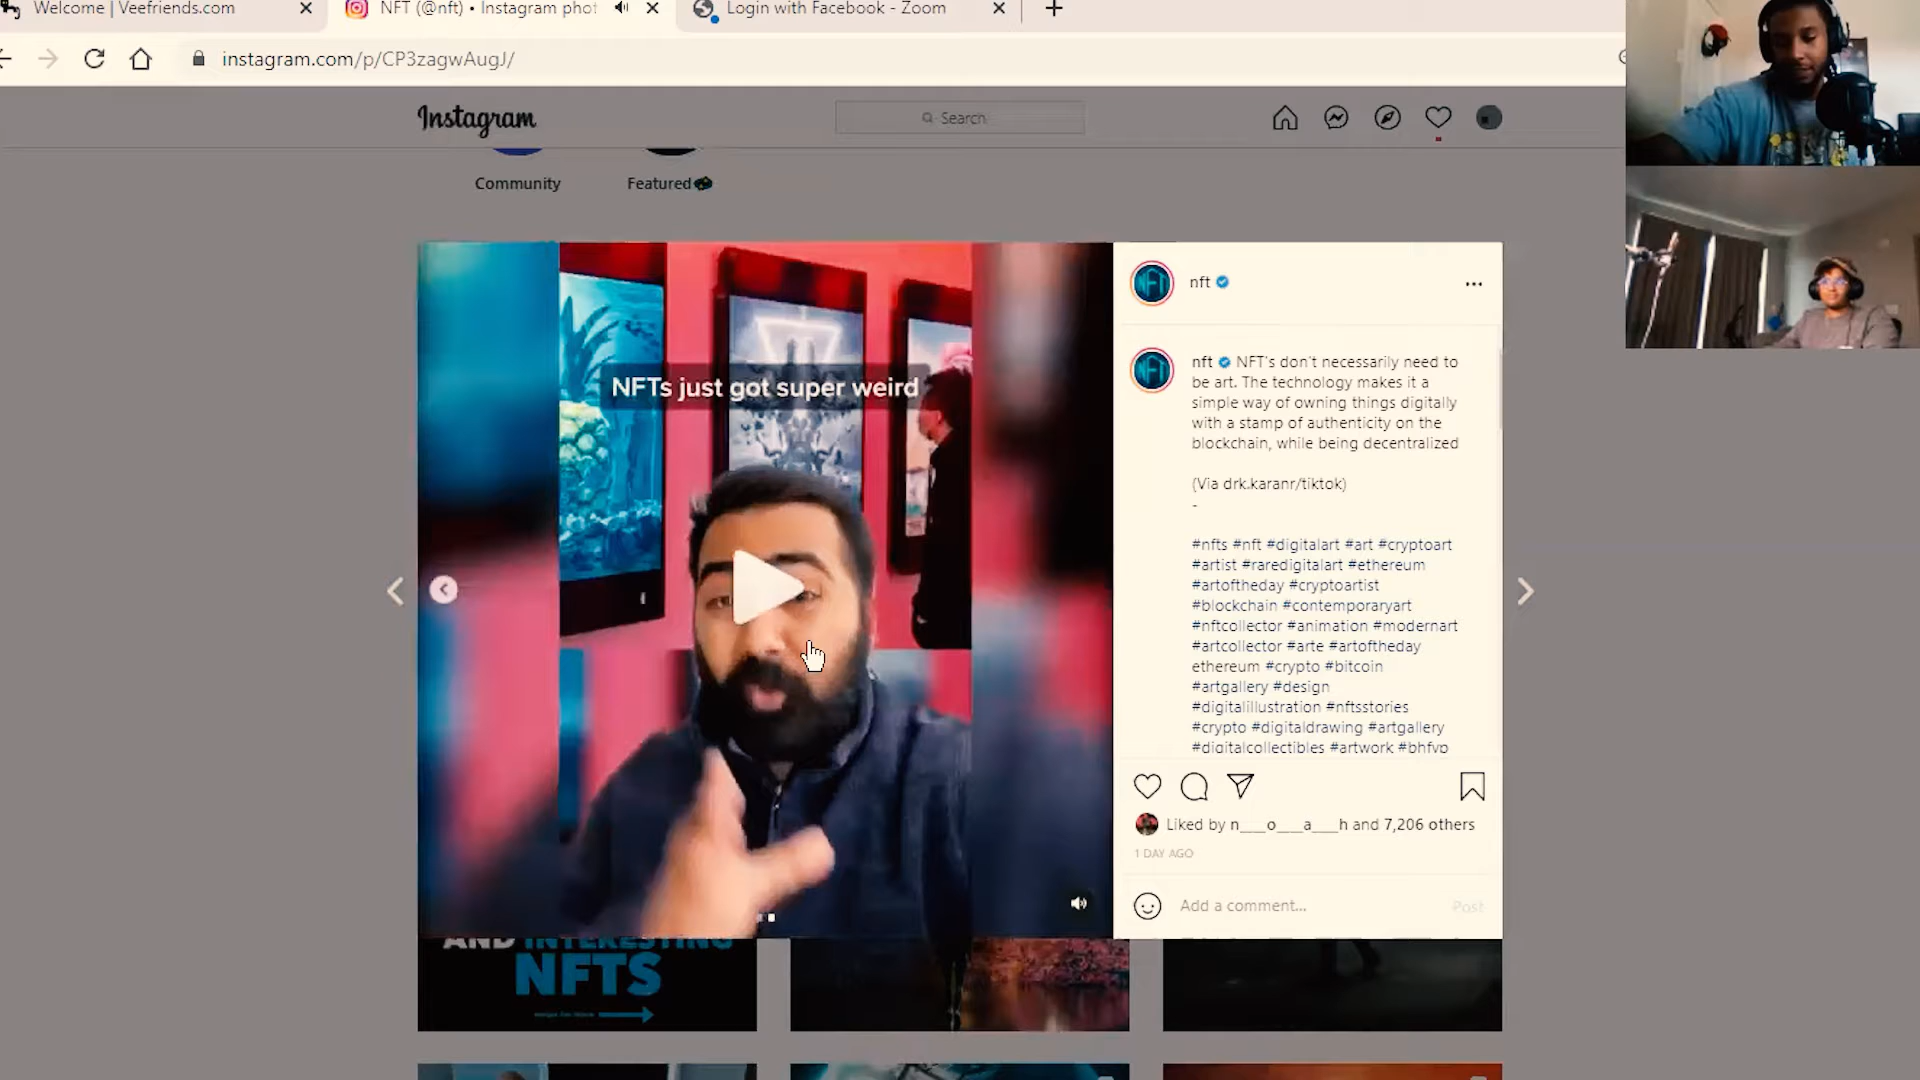 Welcome | Veefriends.com
NFT (@nft) • Instagram phot
Login with Facebook - Zoom
instagram.com/p/CP3zagwAugJ/
Instagram
Search
Community
Featured
NFTs just got super weird
nft
nft NFT's don't necessarily need to
be art. The technology makes it a
simple way of owning things digitally
with a stamp of authenticity on the
blockchain, while being decentralized
(Via drk.karanr/tiktok)
-
#nfts #nft #digitalart #art #cryptoart
#artist #raredigitalart #ethereum
#artoftheday #cryptoartist
#blockchain #contemporaryart
#nftcollector #animation #modernart
#artcollector #arte #artoftheday
ethereum #crypto #bitcoin
#artgallery #design
#digitalillustration #nftsstories
#crypto #digitaldrawing #artgallery
#digitalcollectibles #artwork #bhfyp
Liked by n___o___a___h and 7,206 others
1 DAY AGO
Add a comment...
Post
AND INTERESTING
NFTS